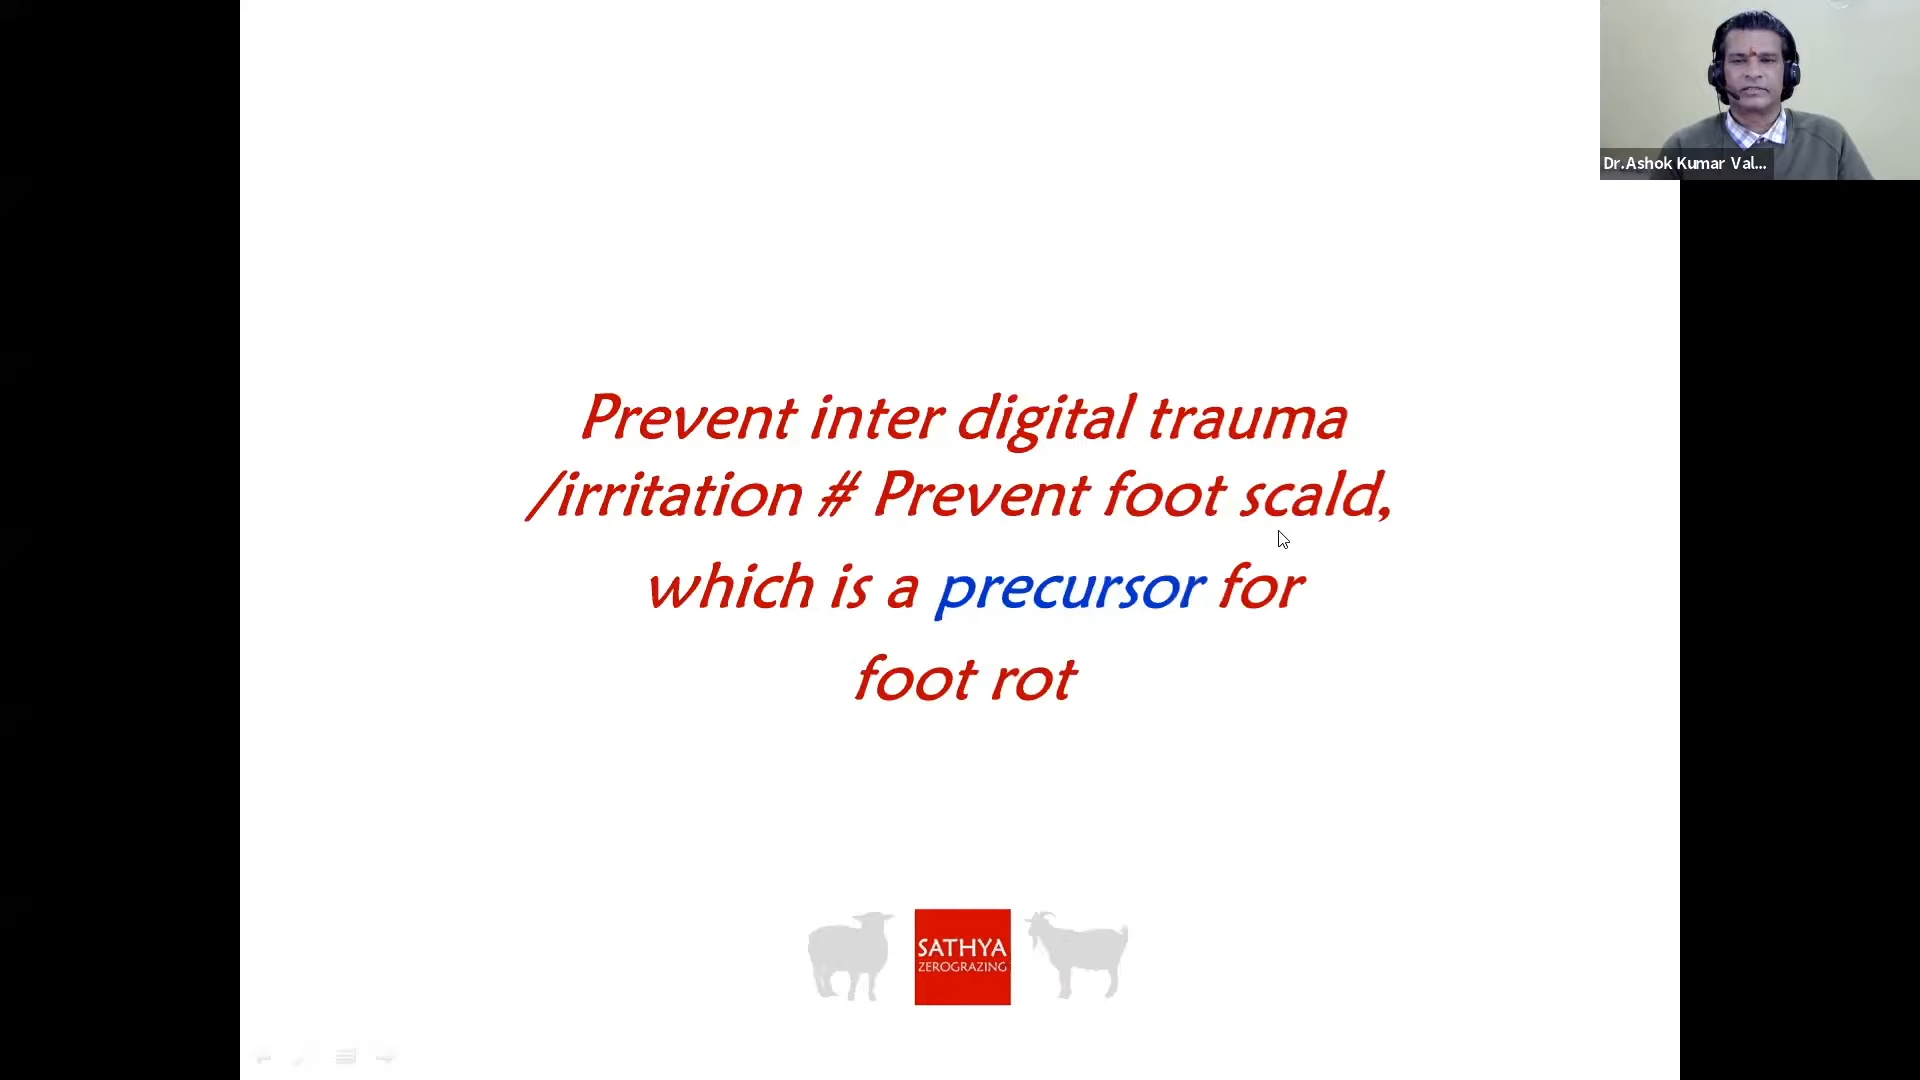 Dr.Ashok Kumar Val...
Prevent inter digital trauma
/irritation # Prevent foot scald,
which is a precursor for
foot rot
SATHYA
ZEROGRAZING